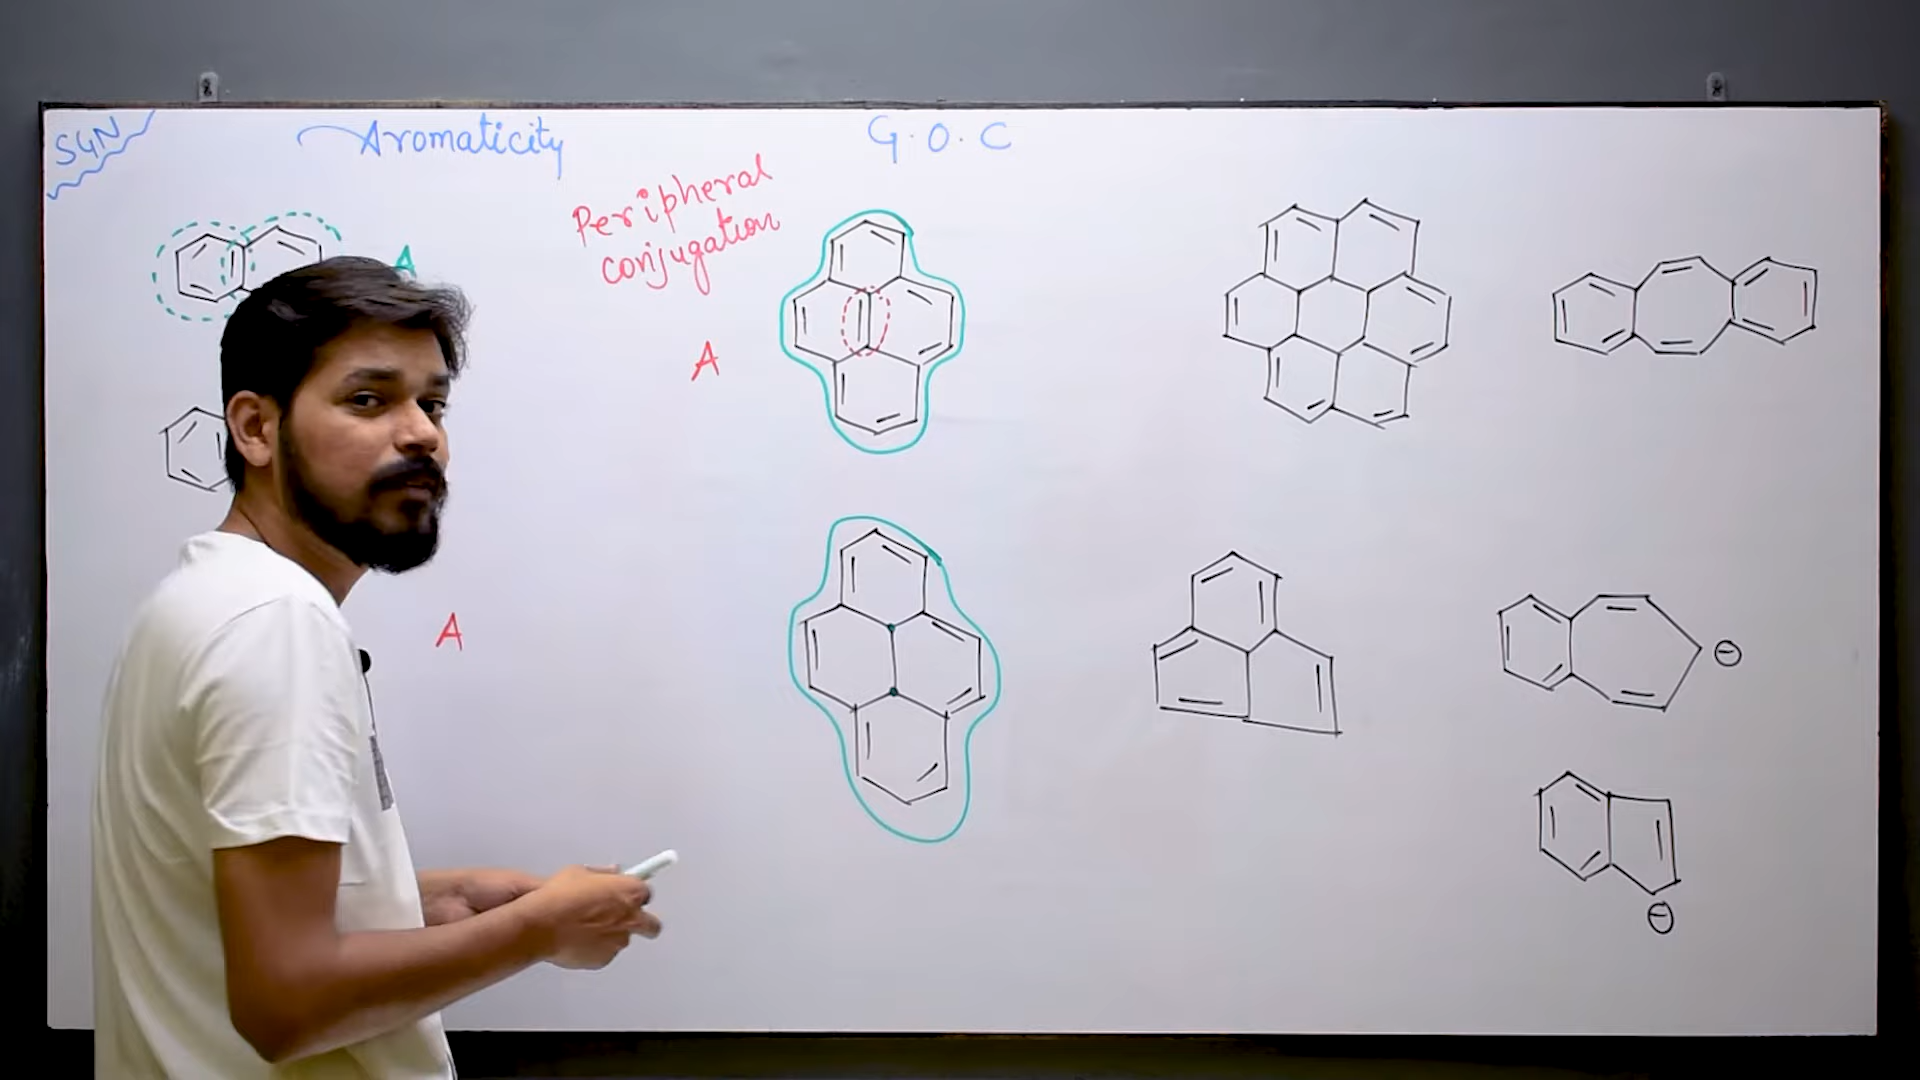 SGN
Aromaticity
G.O.C
Peripheral
conjugation
A
A
A
⊖
⊖